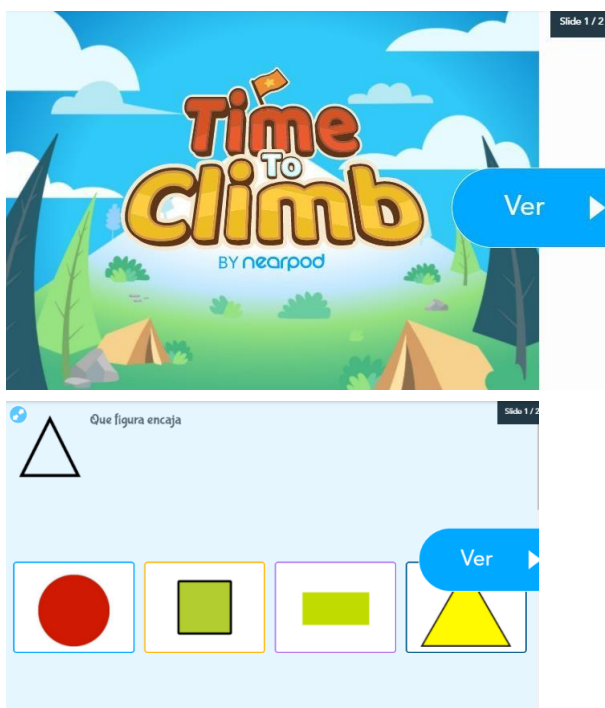 Slide 1 / 2
Time
To
Climb
BY nearpod
Ver
Que figura encaja
Slide 1 / 2
Ver